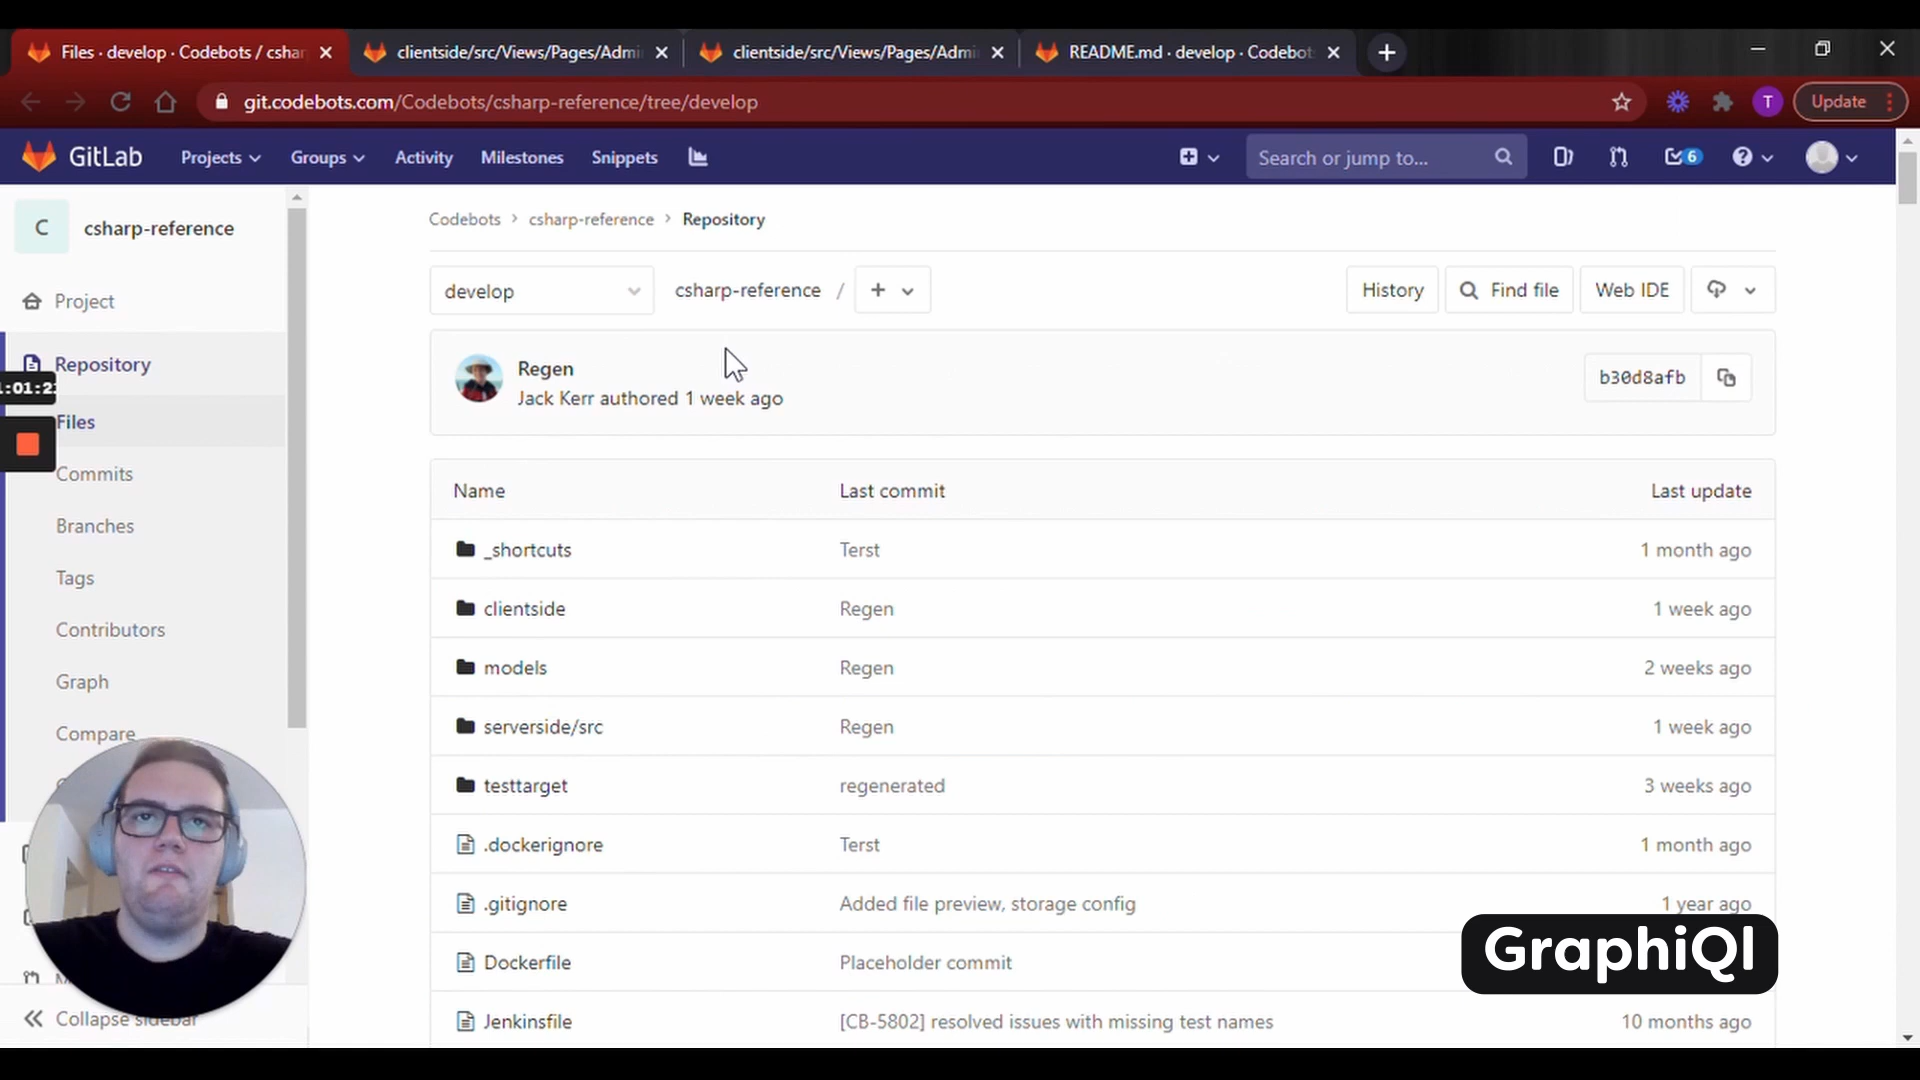 Files · develop · Codebots / csha
clientside/src/Views/Pages/Admi
clientside/src/Views/Pages/Admi
README.md · develop · Codebot
git.codebots.com/Codebots/csharp-reference/tree/develop
T
Update
GitLab
Projects
Groups
Activity
Milestones
Snippets
Search or jump to...
6
C
csharp-reference
Project
Repository
1:01:2
Files
Commits
Branches
Tags
Contributors
Graph
Compare
Collapse sidebar
Codebots > csharp-reference > Repository
develop
csharp-reference / +
History
Find file
Web IDE
Regen
Jack Kerr authored 1 week ago
b30d8afb
Name Last commit Last update
_shortcuts Terst 1 month ago
clientside Regen 1 week ago
models Regen 2 weeks ago
serverside/src Regen 1 week ago
testtarget regenerated 3 weeks ago
.dockerignore Terst 1 month ago
.gitignore Added file preview, storage config 1 year ago
Dockerfile Placeholder commit
Jenkinsfile [CB-5802] resolved issues with missing test names 10 months ago
GraphiQl